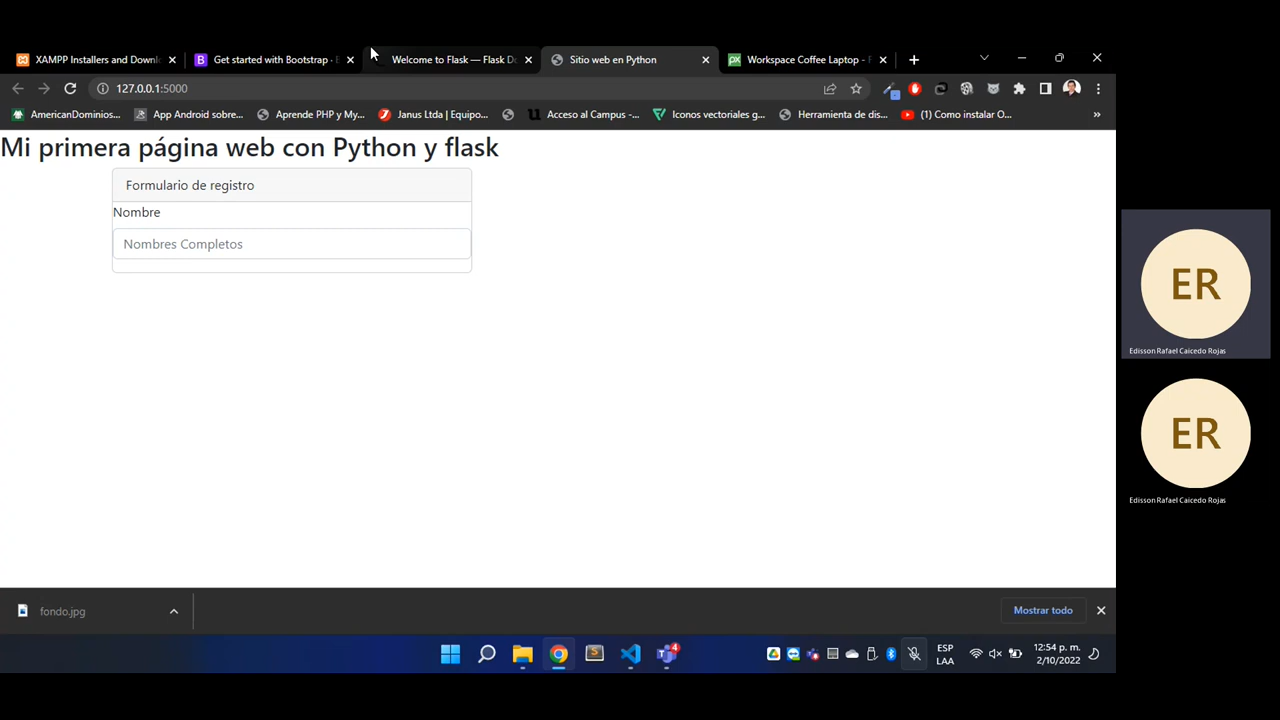 XAMPP Installers and Downl
Get started with Bootstrap ·
Welcome to Flask — Flask D
Sitio web en Python
Workspace Coffee Laptop -
127.0.0.1:5000
AmericanDominios...
App Android sobre...
Aprende PHP y My...
Janus Ltda | Equipo...
Acceso al Campus -...
Iconos vectoriales g...
Herramienta de dis...
(1) Como instalar O...
»
Mi primera página web con Python y flask
Formulario de registro
Nombre
Nombres Completos
ER
Edisson Rafael Caicedo Rojas
ER
Edisson Rafael Caicedo Rojas
fondo.jpg
Mostrar todo
4
ESP
LAA
12:54 p. m.
2/10/2022